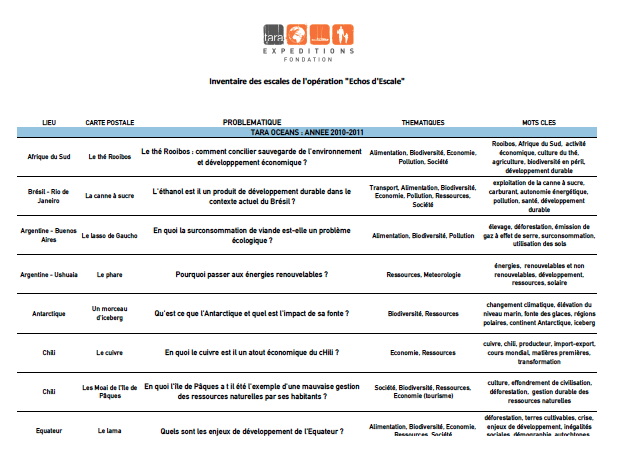 tara
EXPEDITIONS
FONDATION
Inventaire des escales de l'opération "Echos d'Escale"
LIEU CARTE POSTALE PROBLEMATIQUE THEMATIQUES MOTS CLES
TARA OCEANS : ANNEE 2010-2011
Afrique du Sud
Le thé Rooibos
Le thé Rooibos : comment concilier sauvegarde de l'environnement
et développpement économique ?
Alimentation, Biodiversité, Economie,
Pollution, Société
Rooibos, Afrique du Sud, activité
économique, culture du thé,
agriculture, biodiversité en péril,
développement durable
Brésil - Rio de
Janeiro
La canne à sucre
L'éthanol est il un produit de développement durable dans le
contexte actuel du Brésil ?
Transport, Alimentation, Biodiversité,
Economie, Pollution, Ressources,
Société
exploitation de la canne à sucre,
carburant, autonomie énergétique,
pollution, santé, développement
durable
Argentine - Buenos
Aires
Le lasso de Gaucho
En quoi la surconsommation de viande est-elle un problème
écologique ?
Alimentation, Biodiversité, Pollution
élevage, déforestation, émission de
gaz à effet de serre, surconsommation,
utilisation des sols
Argentine - Ushuaia
Le phare
Pourquoi passer aux énergies renouvelables ?
Ressources, Meteorologie
énergies, renouvelables et non
renouvelables, développement,
ressources, solaire
Antarctique
Un morceau
d'iceberg
Qu'est ce que l'Antarctique et quel est l'impact de sa fonte ?
Biodiversité, Ressources
changement climatique, élévation du
niveau marin, fonte des glaces, régions
polaires, continent Antarctique, iceberg
Chili
Le cuivre
En quoi le cuivre est il un atout économique du cHili ?
Economie, Ressources
cuivre, chili, producteur, import-export,
cours mondial, matières premières,
transformation
Chili
Les Moai de l'Ile de
Pâques
En quoi l'île de Pâques a t il été l'exemple d'une mauvaise gestion
des ressources naturelles par ses habitants ?
Société, Biodiversité, Ressources,
Economie (tourisme)
culture, effondrement de civilisation,
déforestation, gestion durable des
ressources naturelles
Equateur
Le lama
Quels sont les enjeux de développement de l'Equateur ?
Alimentation, Biodiversité, Economie,
Ressources, Société
déforestation, terres cultivables, crise,
enjeux de développement, inégalités
sociales, démographie, autochtones